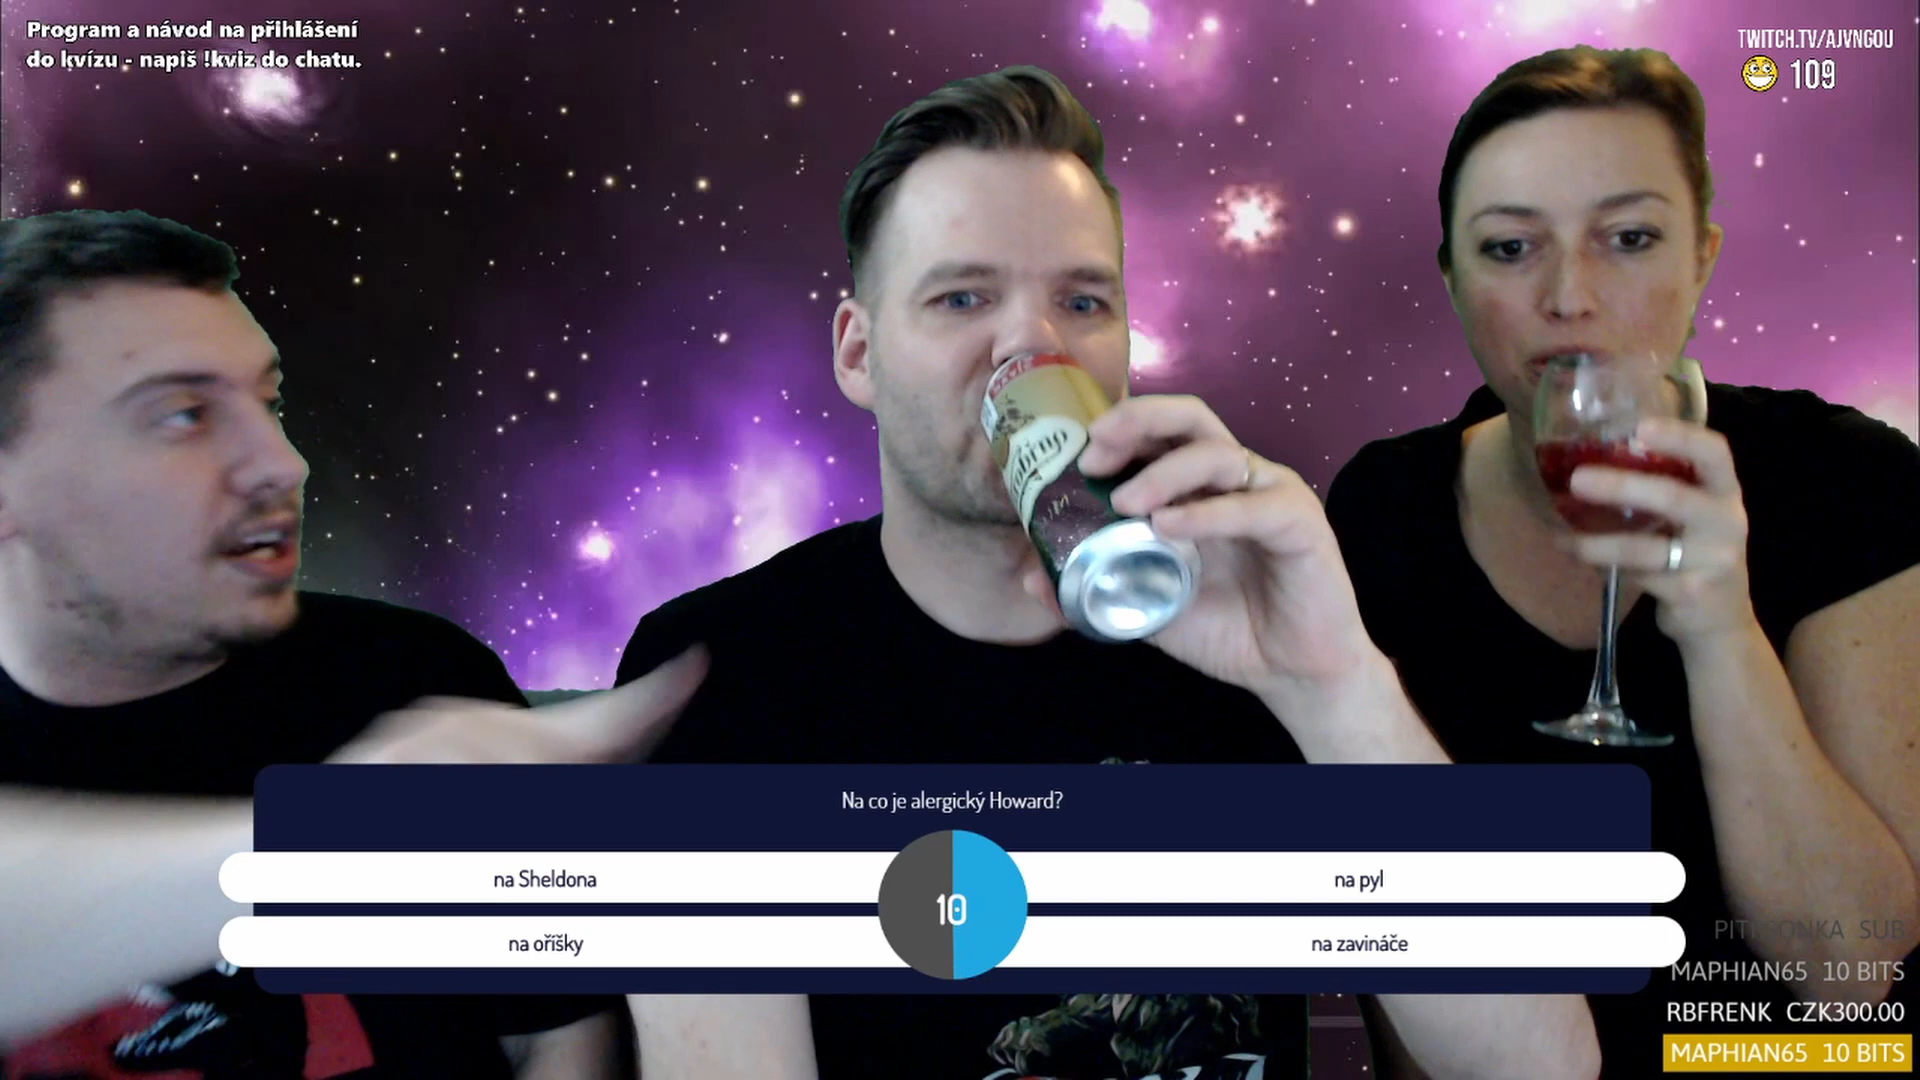 Program a návod na přihlášení
do kvízu - napiš !kviz do chatu.
TWITCH.TV/AJVNGOU
109
Na co je alergický Howard?
na Sheldona
na pyl
10
na oříšky
na zavináče
SUB
MAPHIAN65 10 BITS
RBFRENK CZK300.00
MAPHIAN65 10 BITS